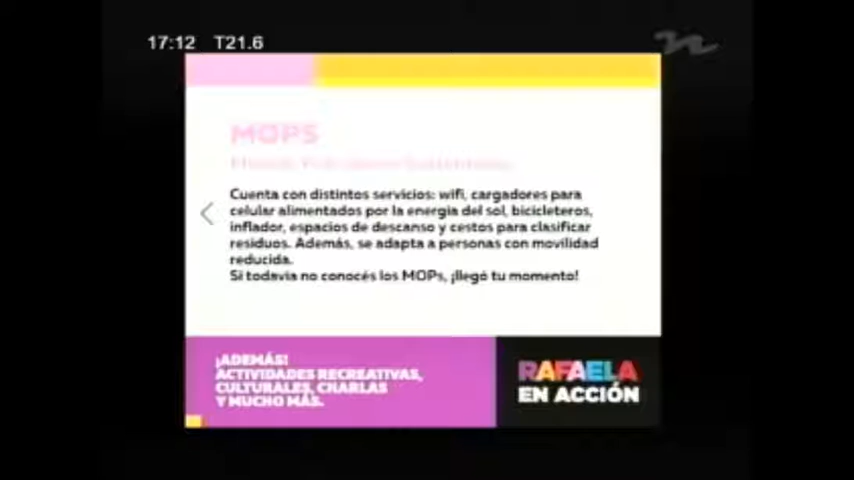 17:12 T21.6
MOPS
Cuenta con distintos servicios: wifi, cargadores para
celular alimentados por la energía del sol, bicicleteros,
inflador, espacios de descanso y cestos para clasificar
residuos. Además, se adapta a personas con movilidad
reducida.
Si todavía no conocés los MOPs, ¡llegó tu momento!
¡ADEMÁS!
ACTIVIDADES RECREATIVAS,
CULTURALES, CHARLAS
Y MUCHO MÁS.
RAFAELA
EN ACCIÓN